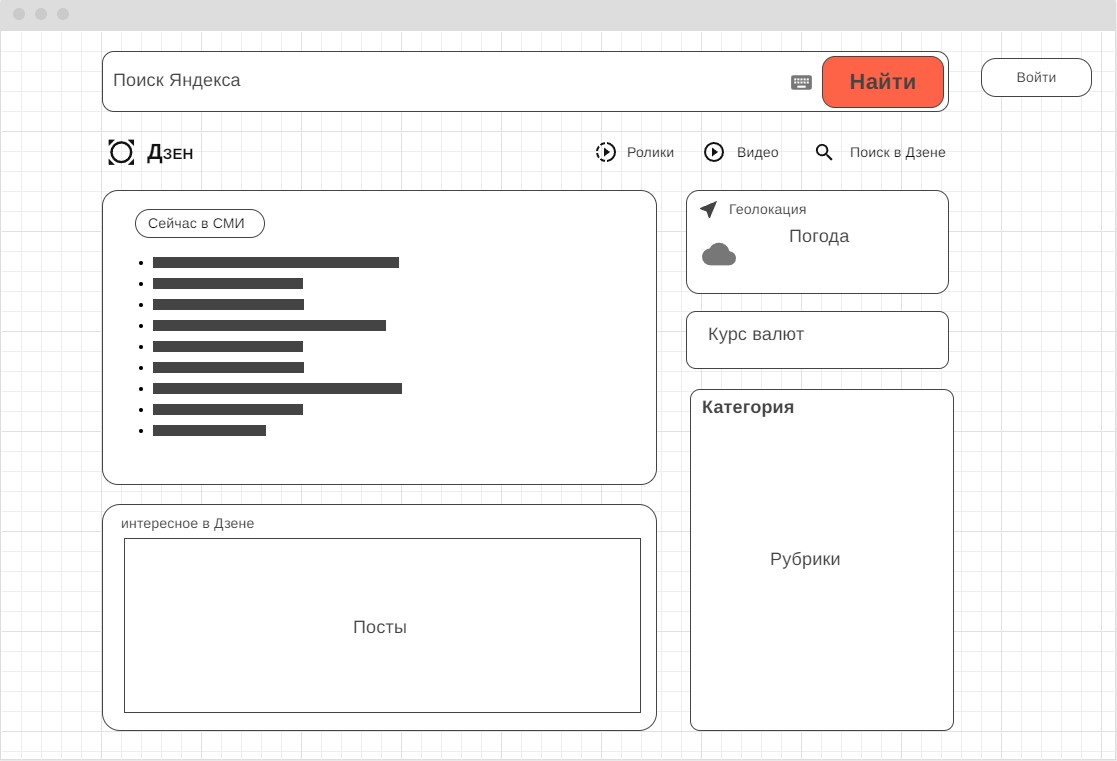 Поиск Яндекса
Найти
Войти
Дзен
Ролики
Видео
Поиск в Дзене
Сейчас в СМИ
Геолокация
Погода
Курс валют
Категория
Рубрики
интересное в Дзене
Посты